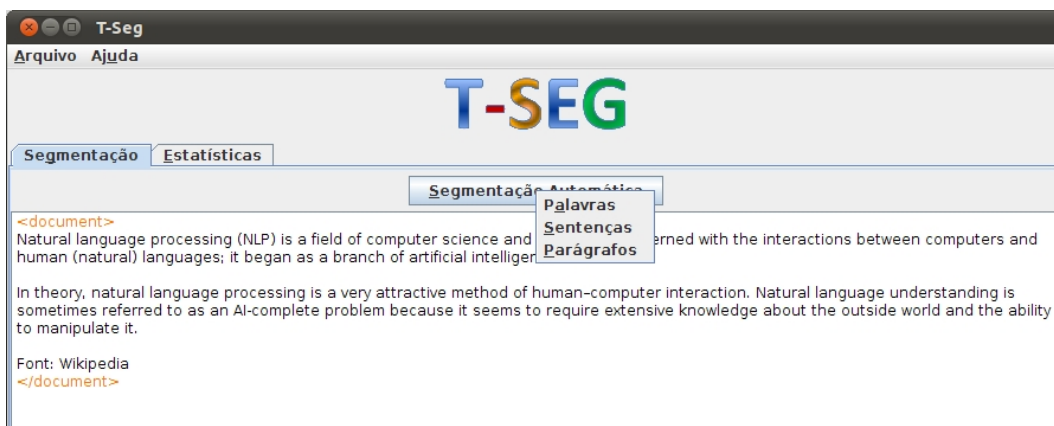 T-Seg
Arquivo Ajuda
T-SEG
Segmentação Estatísticas
Segmentação Automática
Palavras
Sentenças
Parágrafos
<document>
Natural language processing (NLP) is a field of computer science and erned with the interactions between computers and
human (natural) languages; it began as a branch of artificial intelligen
In theory, natural language processing is a very attractive method of human–computer interaction. Natural language understanding is
sometimes referred to as an AI-complete problem because it seems to require extensive knowledge about the outside world and the ability
to manipulate it.
Font: Wikipedia
</document>